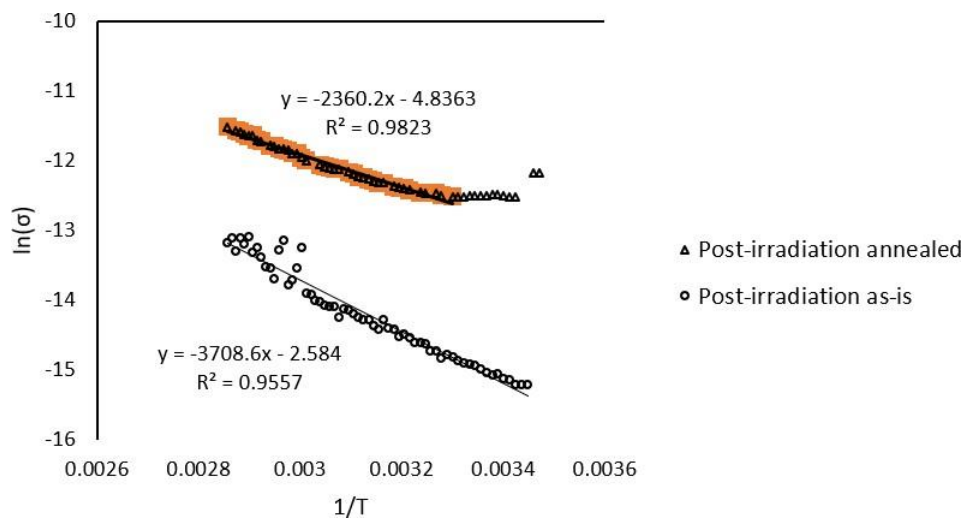 -10
-11
-12
-13
-14
-15
-16
ln(σ)
y = -2360.2x - 4.8363
R² = 0.9823
y = -3708.6x - 2.584
R² = 0.9557
Post-irradiation annealed
Post-irradiation as-is
0.0026 0.0028 0.003 0.0032 0.0034 0.0036
1/T